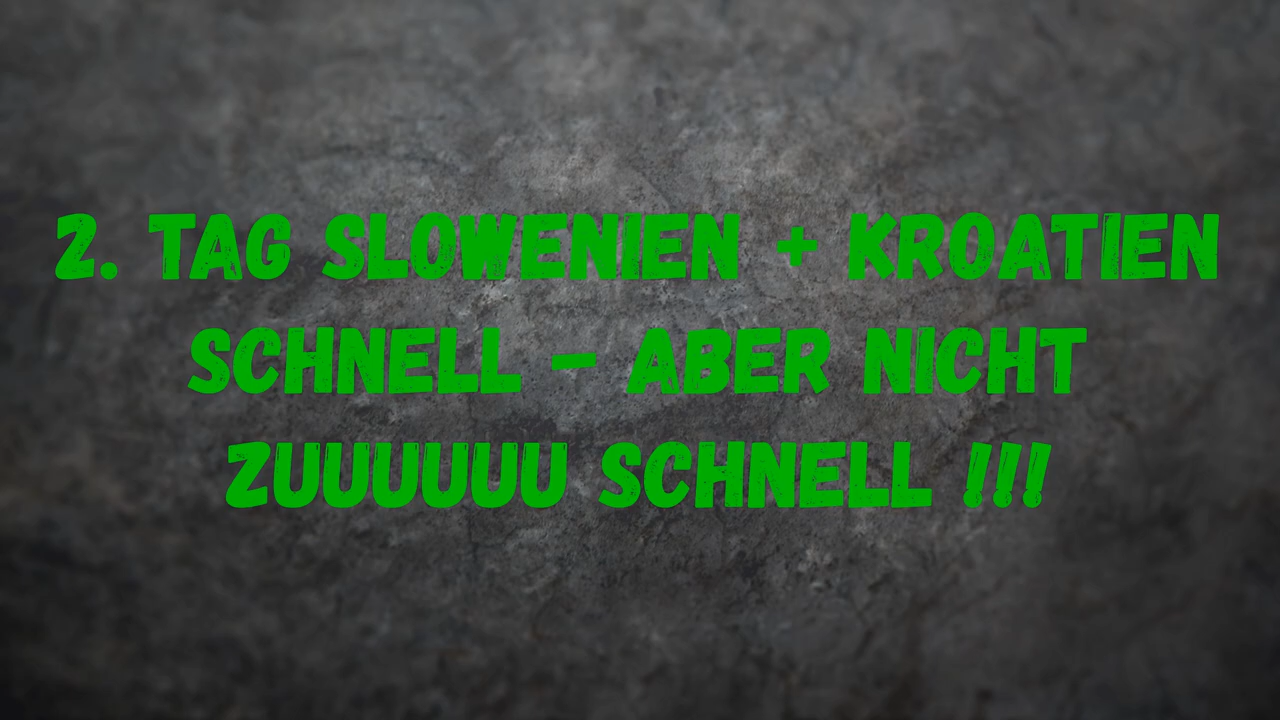 2. TAG SLOWENIEN + KROATIEN
SCHNELL – ABER NICHT
ZUUUUUU SCHNELL !!!